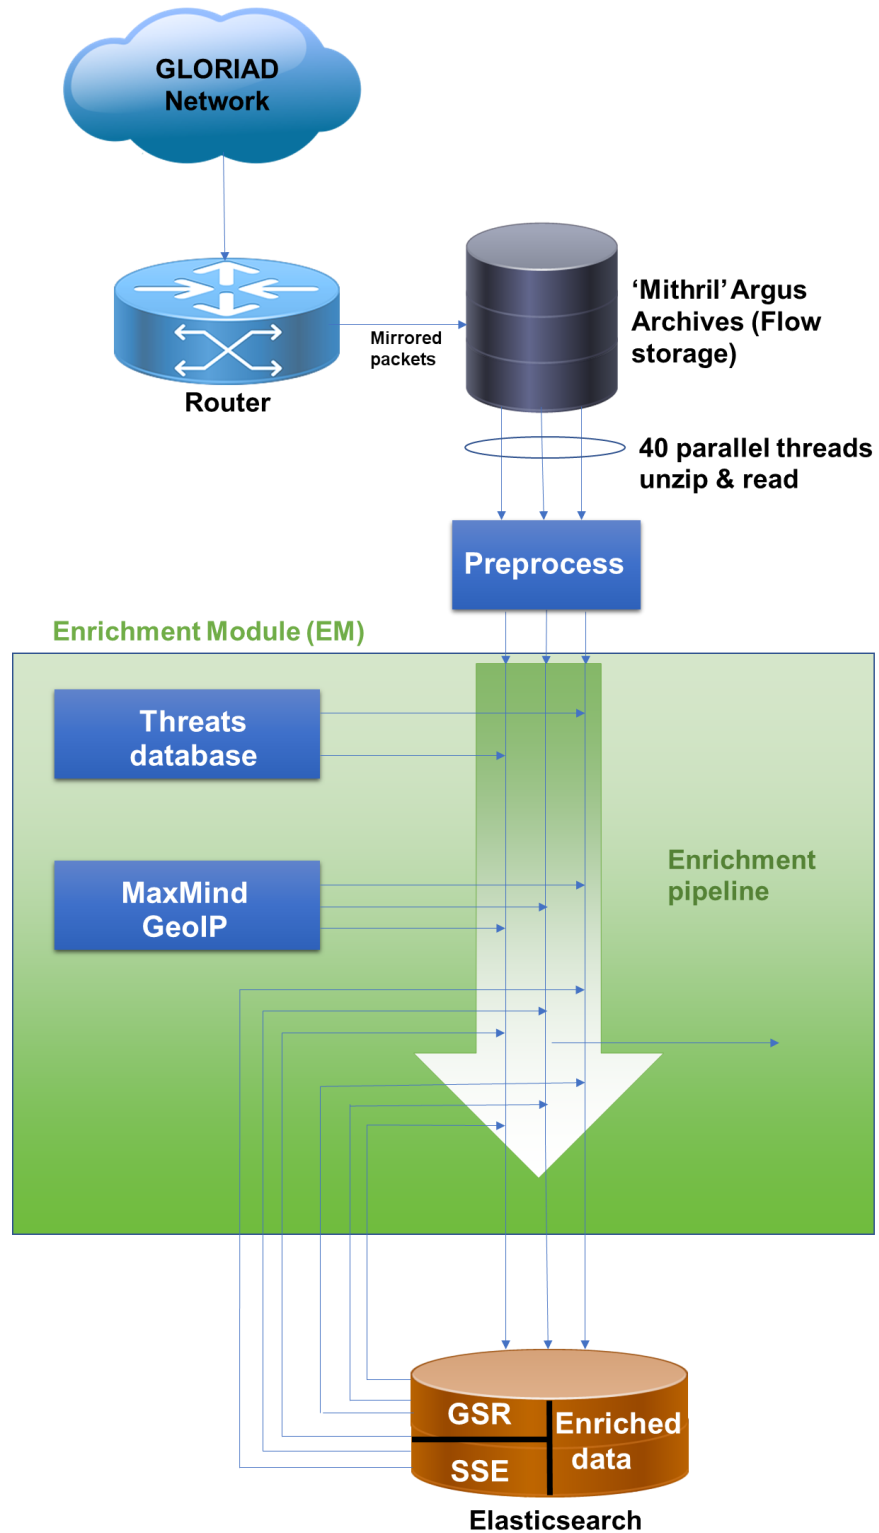 GLORIAD
Network
‘Mithril’ Argus
Archives (Flow
storage)
Mirrored
packets
Router
40 parallel threads
unzip & read
Preprocess
Enrichment Module (EM)
Threats
database
Enrichment
pipeline
MaxMind
GeoIP
GSR
Enriched
data
SSE
Elasticsearch